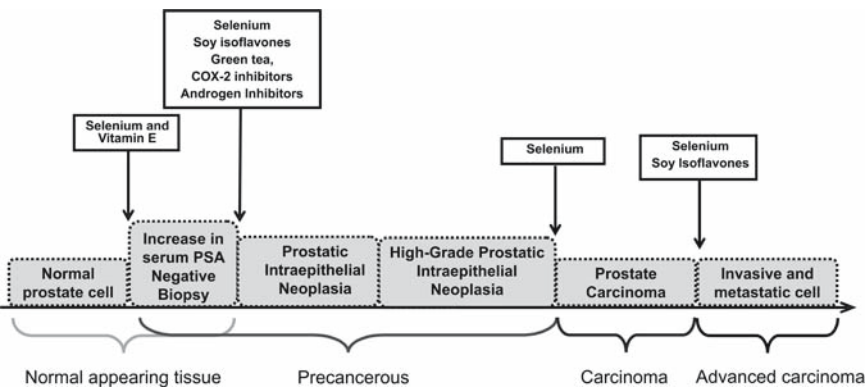 Selenium
Soy isoflavones
Green tea,
COX-2 inhibitors
Androgen Inhibitors
Selenium and
Vitamin E
Selenium
Selenium
Soy Isoflavones
Normal
prostate cell
Increase in
serum PSA
Negative
Biopsy
Prostatic
Intraepithelial
Neoplasia
High-Grade Prostatic
Intraepithelial
Neoplasia
Prostate
Carcinoma
Invasive and
metastatic cell
Normal appearing tissue
Precancerous
Carcinoma
Advanced carcinoma